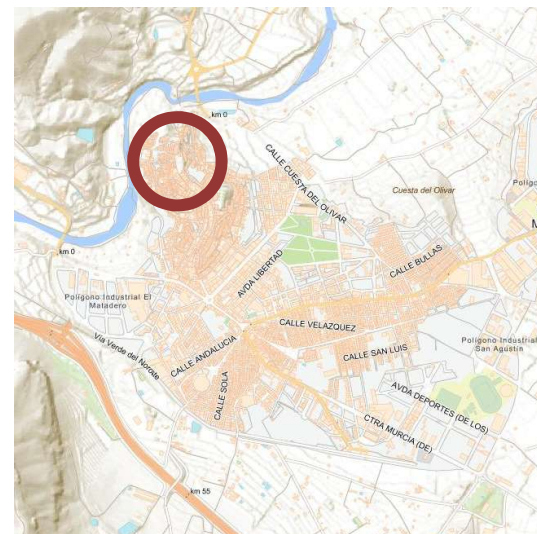 km 0
CALLE CUESTA DEL OLIVAR
Cuesta del Olivar
Políg
M
km 0
AVDA LIBERTAD
CALLE BULLAS
Polígono Industrial El
Matadero
CALLE VELAZQUEZ
Vía Verde del Noroste
CALLE ANDALUCIA
CALLE SAN LUIS
Polígono Industrial
San Agustín
CALLE SOLA
AVDA DEPORTES (DE LOS)
CTRA MURCIA (DE)
km 55